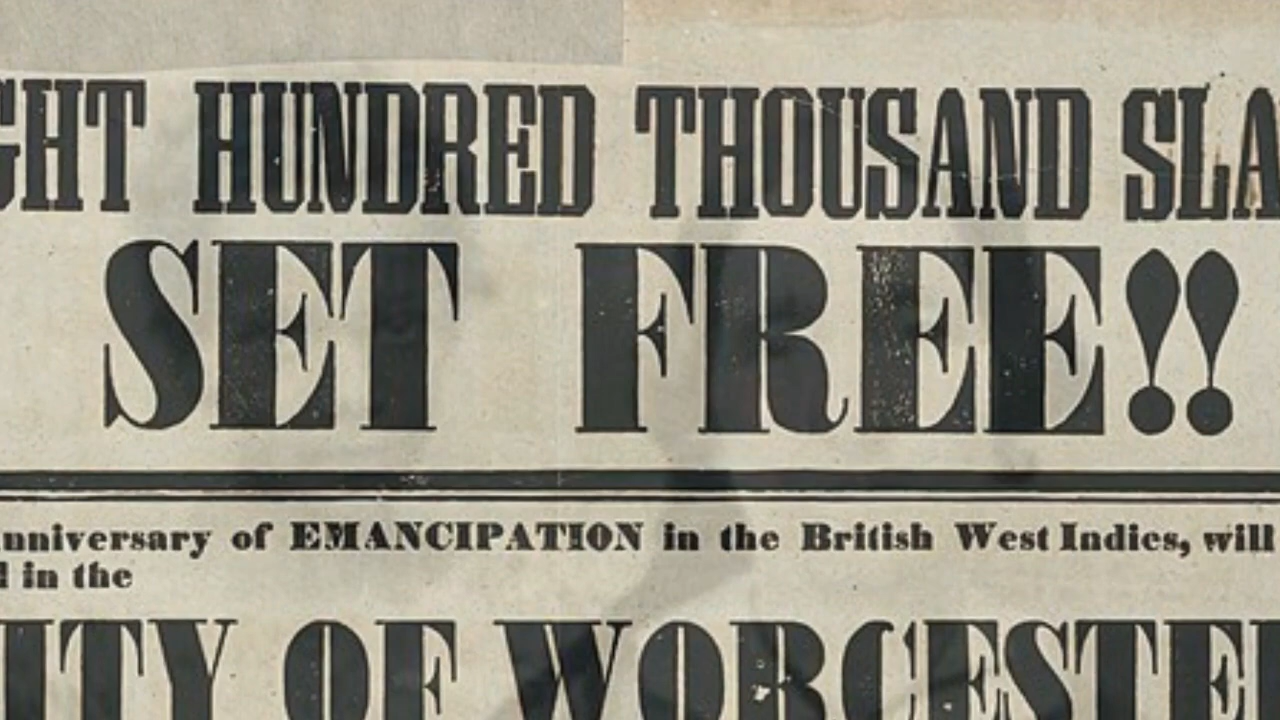 GHT HUNDRED THOUSAND SLA
SET FREE!!
nniversary of EMANCIPATION in the British West Indies, will
d in the
ITY OF WORCESTER